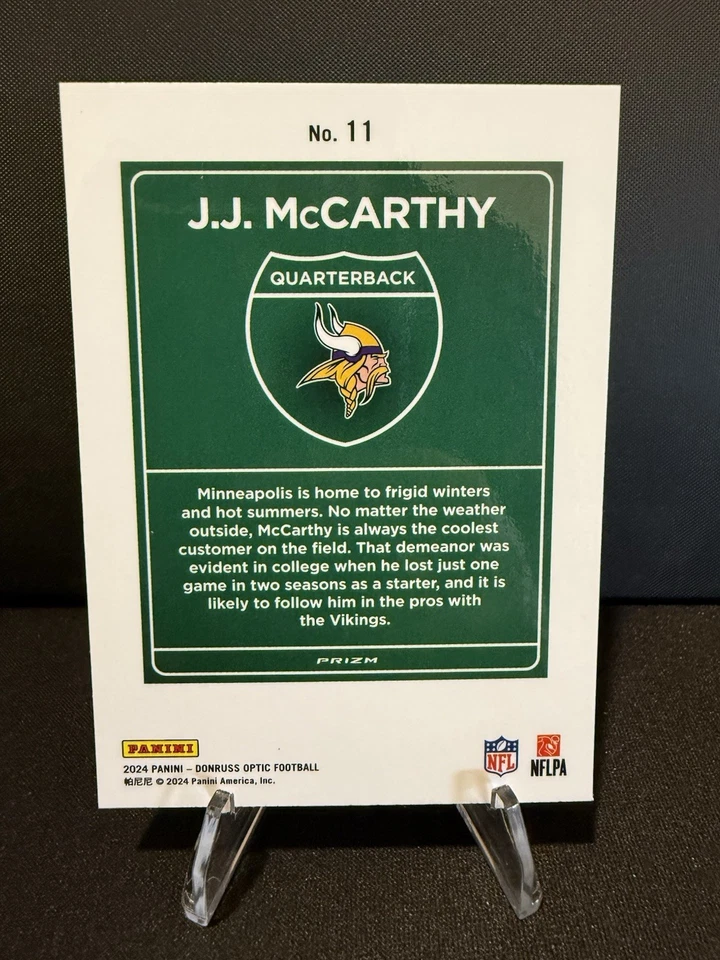 No. 11
J.J. McCARTHY
QUARTERBACK
Minneapolis is home to frigid winters
and hot summers. No matter the weather
outside, McCarthy is always the coolest
customer on the field. That demeanor was
evident in college when he lost just one
game in two seasons as a starter, and it is
likely to follow him in the pros with
the Vikings.
PRIZM
PANINI
2024 PANINI – DONRUSS OPTIC FOOTBALL
帕尼尼 © 2024 Panini America, Inc.
NFL
NFLPA